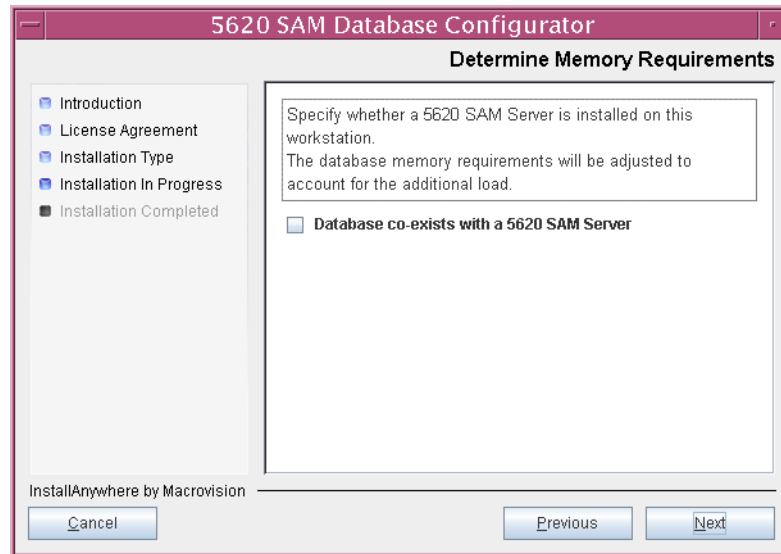 5620 SAM Database Configurator
Determine Memory Requirements
Introduction
License Agreement
Installation Type
Installation In Progress
Installation Completed
Specify whether a 5620 SAM Server is installed on this
workstation.
The database memory requirements will be adjusted to
account for the additional load.
Database co-exists with a 5620 SAM Server
InstallAnywhere by Macrovision
Cancel
Previous
Next